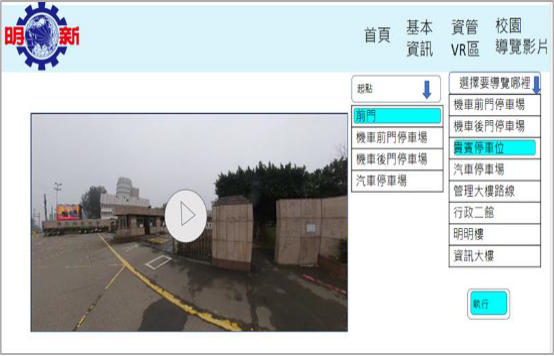 明新
首頁
基本
資訊
資管
VR區
校園
導覽影片
起點
前門
機車前門停車場
機車後門停車場
汽車停車場
選擇要導覽哪裡
機車前門停車場
機車後門停車場
貴賓停車位
汽車停車場
管理大樓路線
行政二館
明明樓
資訊大樓
執行